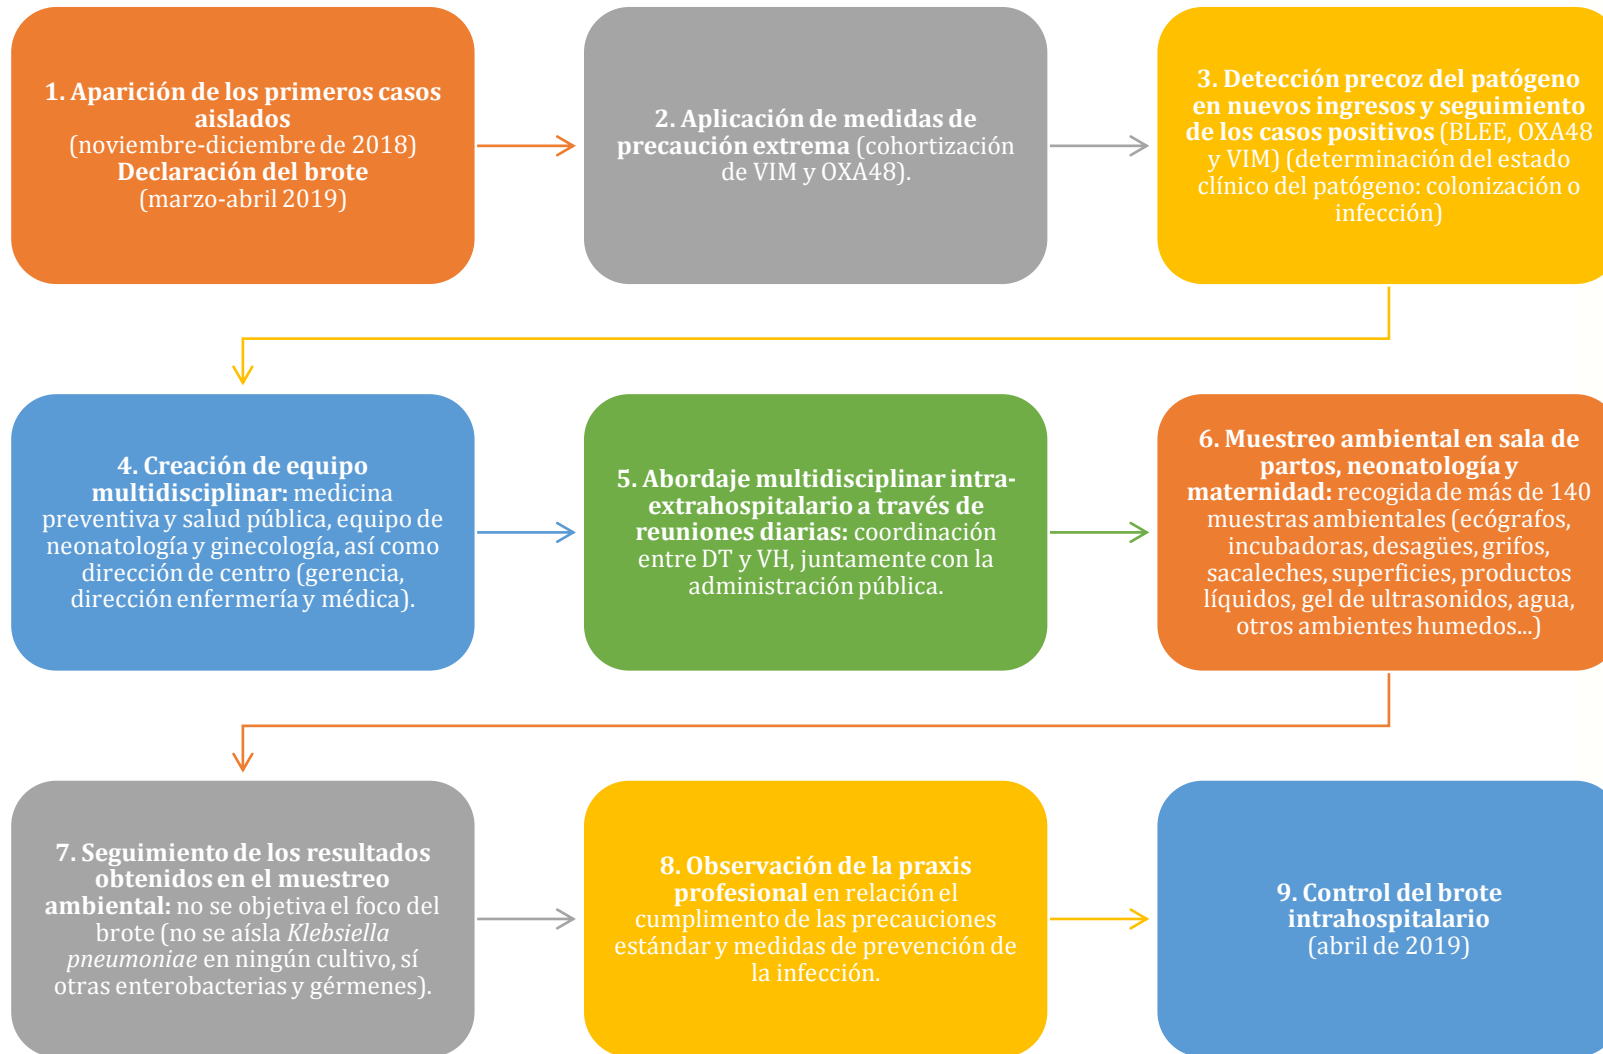 1. Aparición de los primeros casos
aislados
(noviembre-diciembre de 2018)
Declaración del brote
(marzo-abril 2019)
2. Aplicación de medidas de
precaución extrema (cohortización
de VIM y OXA48).
3. Detección precoz del patógeno
en nuevos ingresos y seguimiento
de los casos positivos (BLEE, OXA48
y VIM) (determinación del estado
clínico del patógeno: colonización o
infección)
4. Creación de equipo
multidisciplinar: medicina
preventiva y salud pública, equipo de
neonatología y ginecología, así como
dirección de centro (gerencia,
dirección enfermería y médica).
5. Abordaje multidisciplinar intra-
extrahospitalario a través de
reuniones diarias: coordinación
entre DT y VH, juntamente con la
administración pública.
6. Muestreo ambiental en sala de
partos, neonatología y
maternidad: recogida de más de 140
muestras ambientales (ecógrafos,
incubadoras, desagües, grifos,
sacaleches, superficies, productos
líquidos, gel de ultrasonidos, agua,
otros ambientes humedos...)
7. Seguimiento de los resultados
obtenidos en el muestreo
ambiental: no se objetiva el foco del
brote (no se aísla Klebsiella
pneumoniae en ningún cultivo, sí
otras enterobacterias y gérmenes).
8. Observación de la praxis
profesional en relación el
cumplimento de las precauciones
estándar y medidas de prevención de
la infección.
9. Control del brote
intrahospitalario
(abril de 2019)